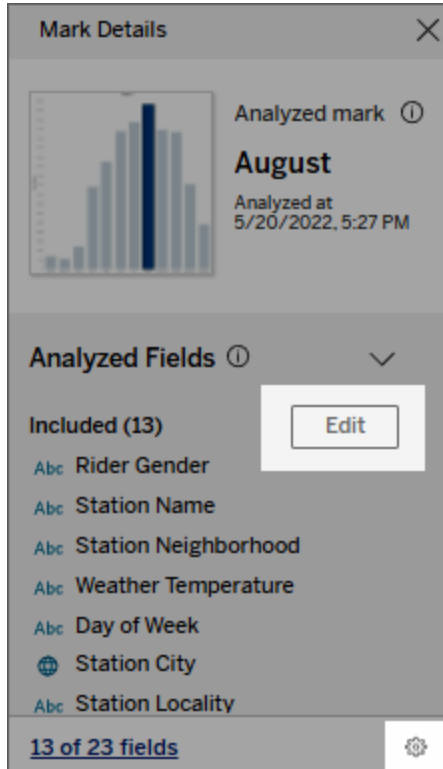 Mark Details
Analyzed mark
August
Analyzed at
5/20/2022, 5:27 PM
Analyzed Fields
Included (13)
Edit
Abc Rider Gender
Abc Station Name
Abc Station Neighborhood
Abc Weather Temperature
Abc Day of Week
Station City
Abc Station Locality
13 of 23 fields